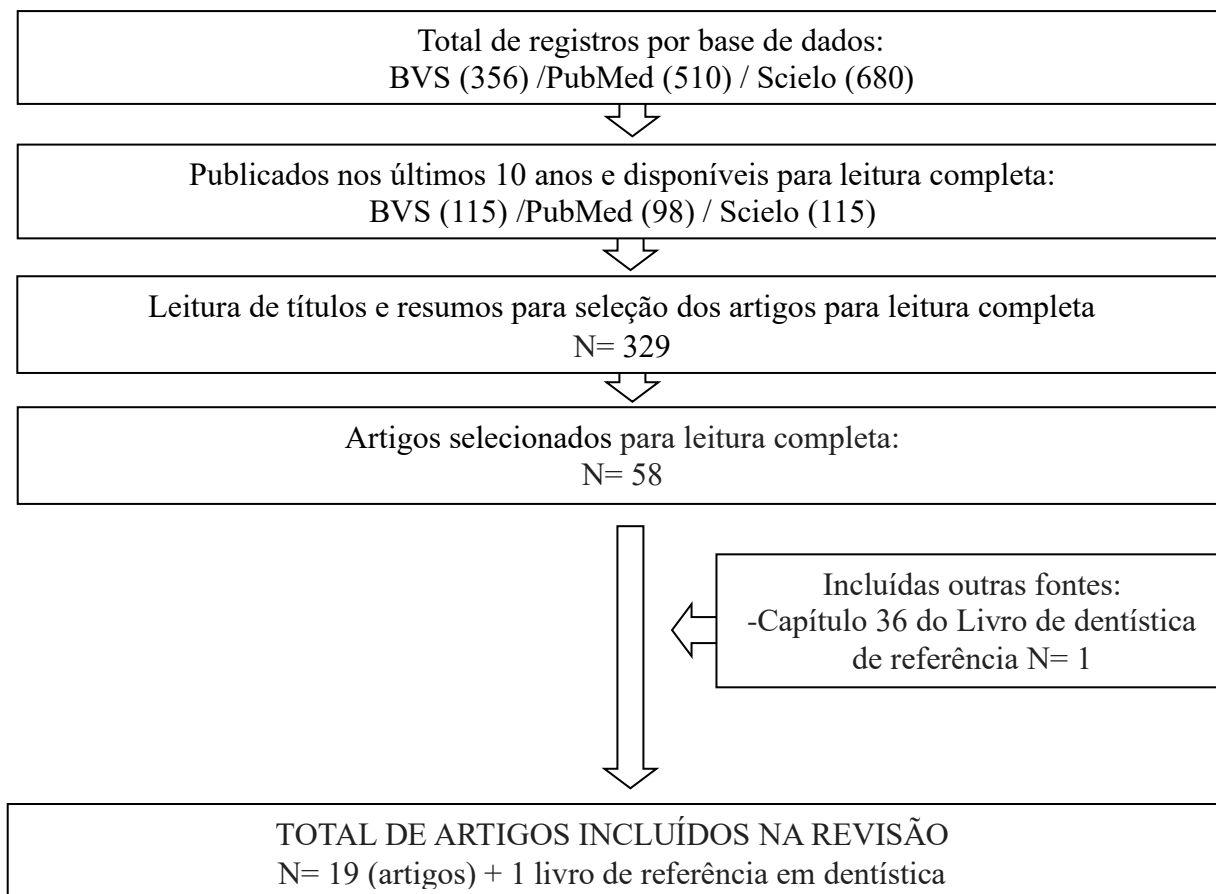 Total de registros por base de dados:
BVS (356) /PubMed (510) / Scielo (680)
Publicados nos últimos 10 anos e disponíveis para leitura completa:
BVS (115) /PubMed (98) / Scielo (115)
Leitura de títulos e resumos para seleção dos artigos para leitura completa
N= 329
Artigos selecionados para leitura completa:
N= 58
Incluídas outras fontes:
-Capítulo 36 do Livro de dentística
de referência N= 1
TOTAL DE ARTIGOS INCLUÍDOS NA REVISÃO
N= 19 (artigos) + 1 livro de referência em dentística